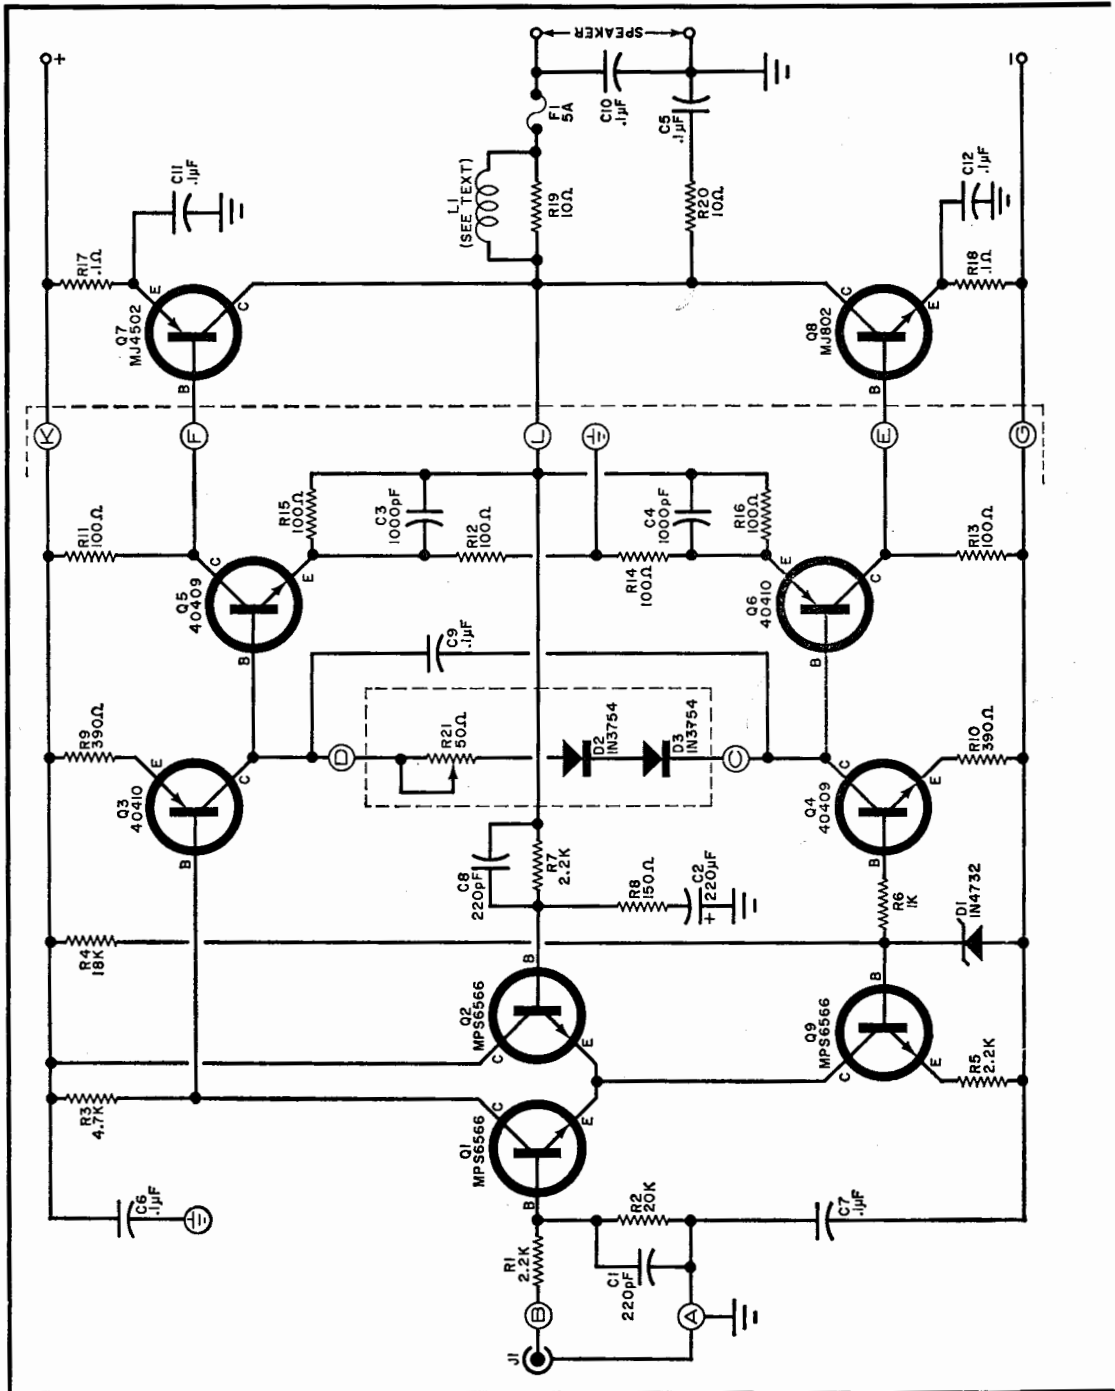 +
SPEAKER
–
R17
.1Ω
C11
.1µF
L1
(SEE TEXT)
R19
10Ω
F1
5A
C10
.1µF
C5
.1µF
R20
10Ω
C12
.1µF
R18
.1Ω
Q7
MJ4502
E
C
B
Q8
MJ802
C
E
B
K
F
L
E
G
R11
100Ω
R15
100Ω
C3
1000pF
R12
100Ω
C4
1000pF
R16
100Ω
R14
100Ω
R13
100Ω
Q5
40409
C
E
B
Q6
40410
E
C
B
C9
.1µF
R9
390Ω
D
R21
50Ω
D2
1N3754
D3
1N3754
C
R10
390Ω
Q3
40410
E
C
B
Q4
40409
C
E
B
C8
220pF
R7
2.2K
R8
150Ω
C2
220µF
+
R6
1K
D1
1N4732
R4
18K
Q2
MPS6566
B
C
E
Q9
MPS6566
B
C
E
R5
2.2K
R3
4.7K
Q1
MPS6566
C
E
B
C6
.1µF
R1
2.2K
R2
20K
C1
220pF
C7
.1µF
J1
B
A